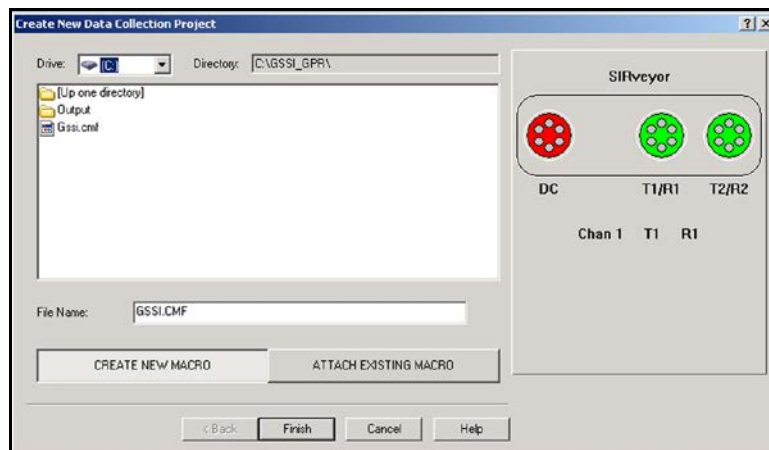 Create New Data Collection Project
Drive: [C:] Directory: C:\GSSI_GPR\
[Up one directory]
Output
Gssi.cmf
File Name: GSSI.CMF
CREATE NEW MACRO ATTACH EXISTING MACRO
< Back Finish Cancel Help
SIRveyor
DC T1/R1 T2/R2
Chan 1 T1 R1